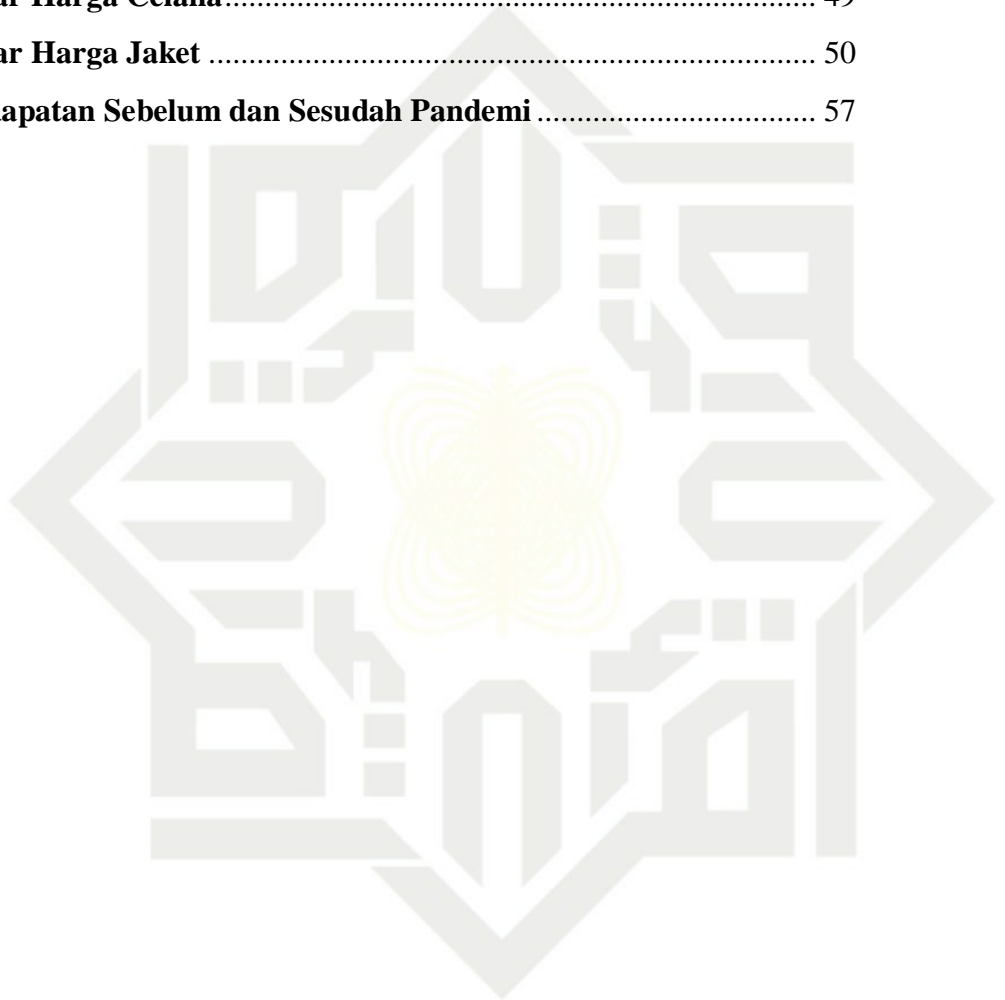 ar Harga Celana........................................................................... 49
ar Harga Jaket ............................................................................ 50
apatan Sebelum dan Sesudah Pandemi ................................... 57